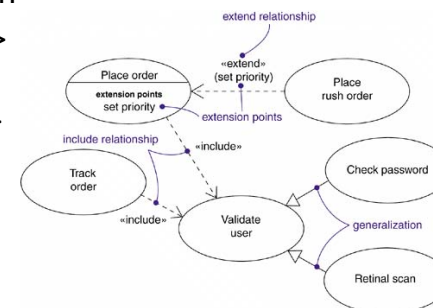 extend relationship
«extend»
(set priority)
Place order
extension points
set priority
Place
rush order
extension points
include relationship
«include»
Check password
Track
order
«include»
Validate
user
generalization
Retinal scan